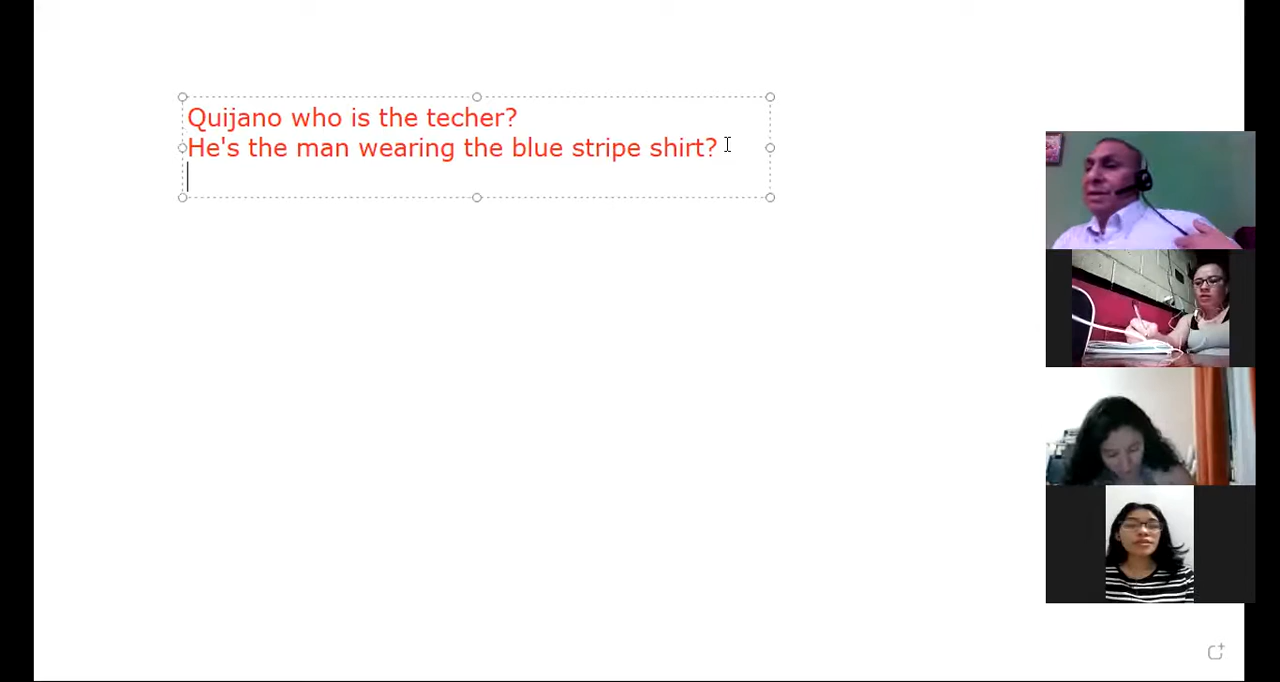 Quijano who is the techer?
He's the man wearing the blue stripe shirt?